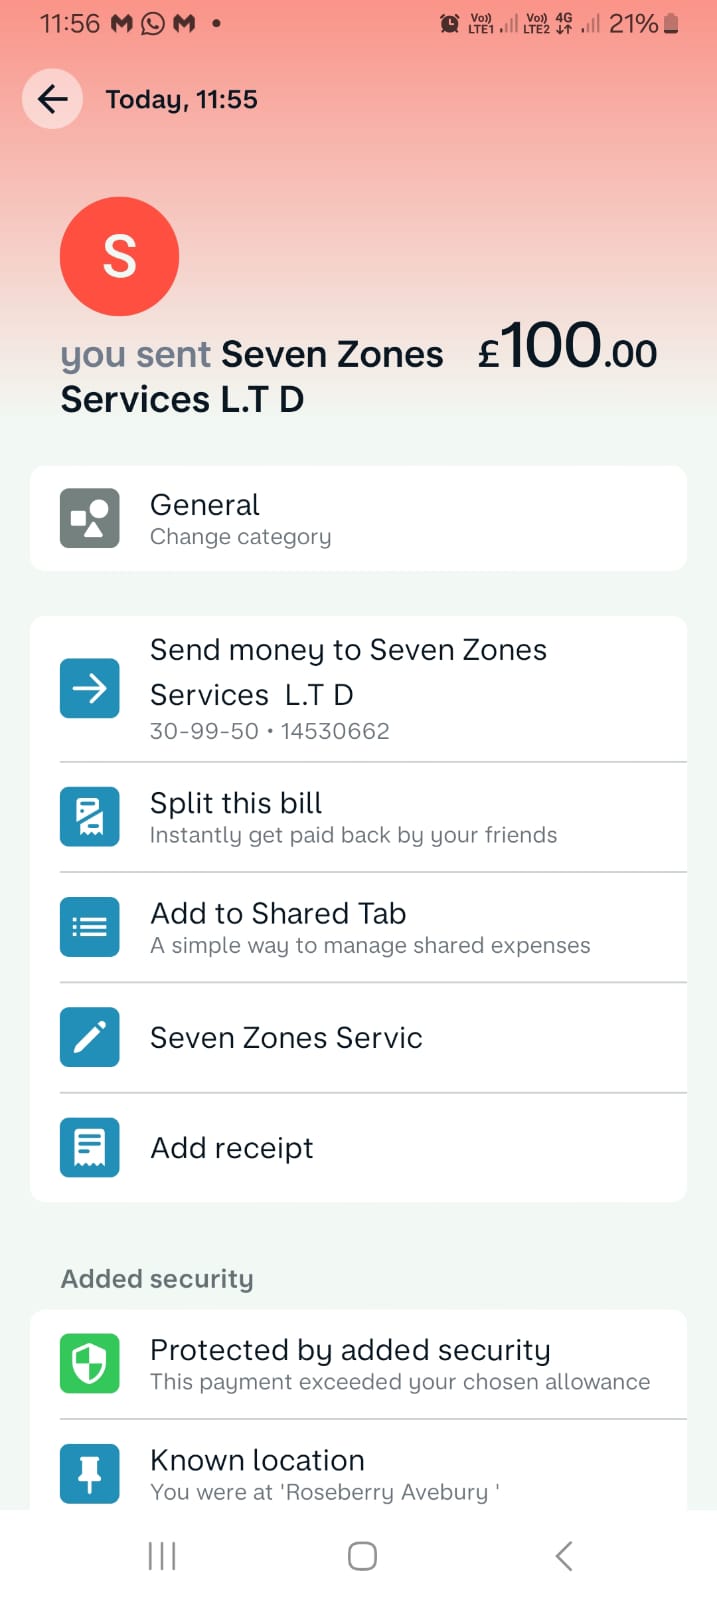 11:56
Vo)) LTE1 Vo)) LTE2 4G 21%
Today, 11:55
S
you sent Seven Zones £100.00
Services L.T D
General
Change category
Send money to Seven Zones
Services L.T D
30-99-50 • 14530662
Split this bill
Instantly get paid back by your friends
Add to Shared Tab
A simple way to manage shared expenses
Seven Zones Servic
Add receipt
Added security
Protected by added security
This payment exceeded your chosen allowance
Known location
You were at 'Roseberry Avebury '